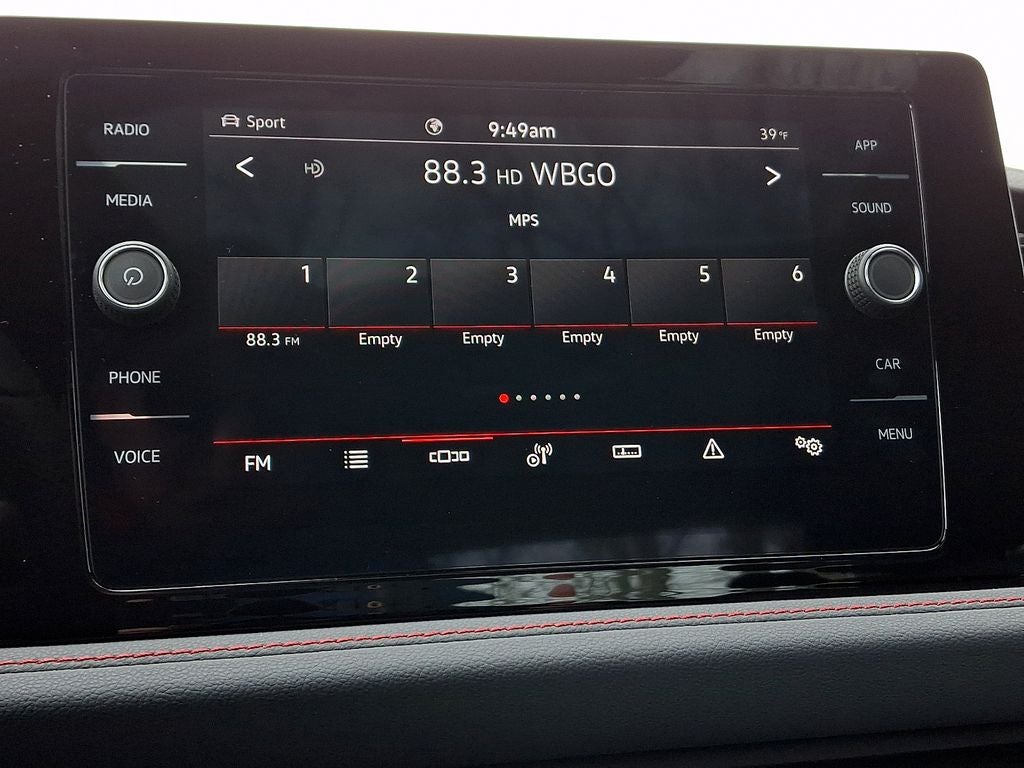 RADIO
MEDIA
PHONE
VOICE
Sport 9:49am 39°F
HD 88.3 HD WBGO
MPS
1 2 3 4 5 6
88.3 FM Empty Empty Empty Empty Empty
FM
APP
SOUND
CAR
MENU